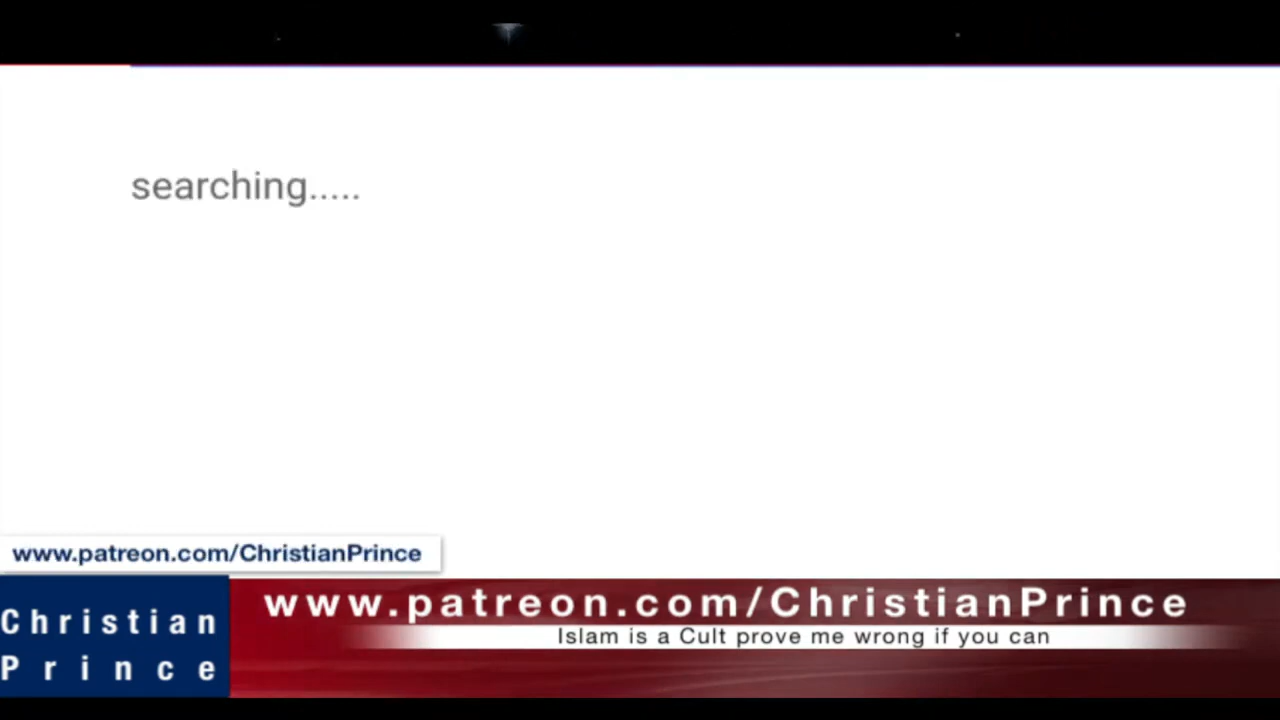 searching.....
www.patreon.com/ChristianPrince
www.patreon.com/ChristianPrince
Islam is a Cult prove me wrong if you can
Christian
Prince